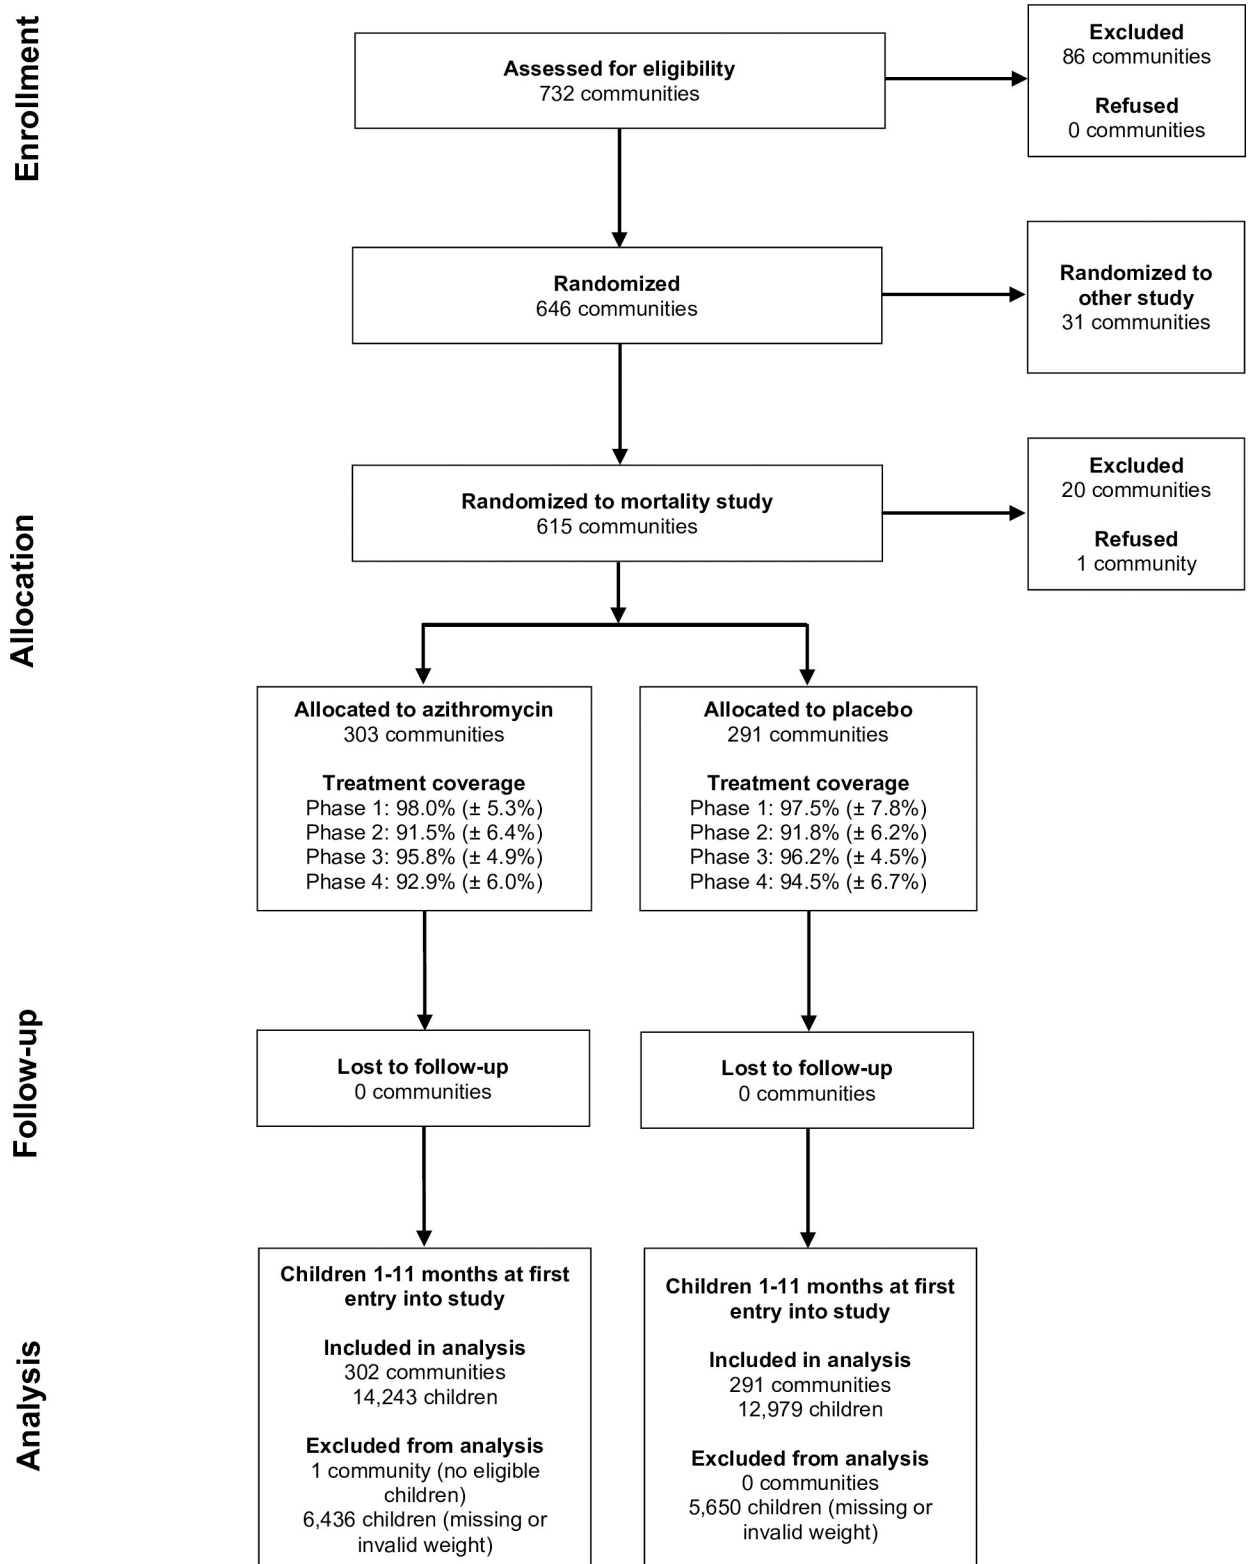 Enrollment
Assessed for eligibility
732 communities
Excluded
86 communities
Refused
0 communities
Randomized
646 communities
Randomized to
other study
31 communities
Allocation
Randomized to mortality study
615 communities
Excluded
20 communities
Refused
1 community
Allocated to azithromycin
303 communities
Treatment coverage
Phase 1: 98.0% (± 5.3%)
Phase 2: 91.5% (± 6.4%)
Phase 3: 95.8% (± 4.9%)
Phase 4: 92.9% (± 6.0%)
Allocated to placebo
291 communities
Treatment coverage
Phase 1: 97.5% (± 7.8%)
Phase 2: 91.8% (± 6.2%)
Phase 3: 96.2% (± 4.5%)
Phase 4: 94.5% (± 6.7%)
Follow-up
Lost to follow-up
0 communities
Lost to follow-up
0 communities
Analysis
Children 1-11 months at first
entry into study
Included in analysis
302 communities
14,243 children
Excluded from analysis
1 community (no eligible
children)
6,436 children (missing or
invalid weight)
Children 1-11 months at first
entry into study
Included in analysis
291 communities
12,979 children
Excluded from analysis
0 communities
5,650 children (missing or
invalid weight)